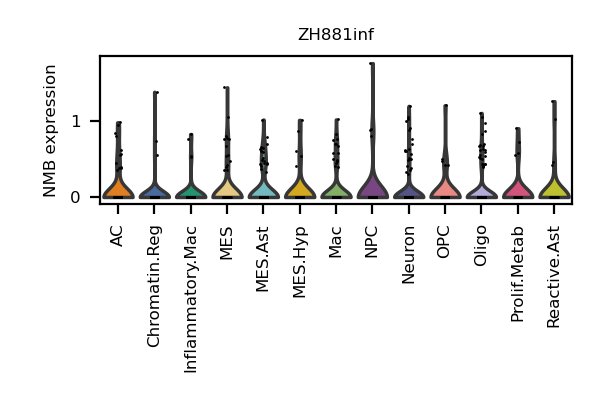 ZH881inf
NMB expression
1
0
AC
Chromatin.Reg
Inflammatory.Mac
MES
MES.Ast
MES.Hyp
Mac
NPC
Neuron
OPC
Oligo
Prolif.Metab
Reactive.Ast